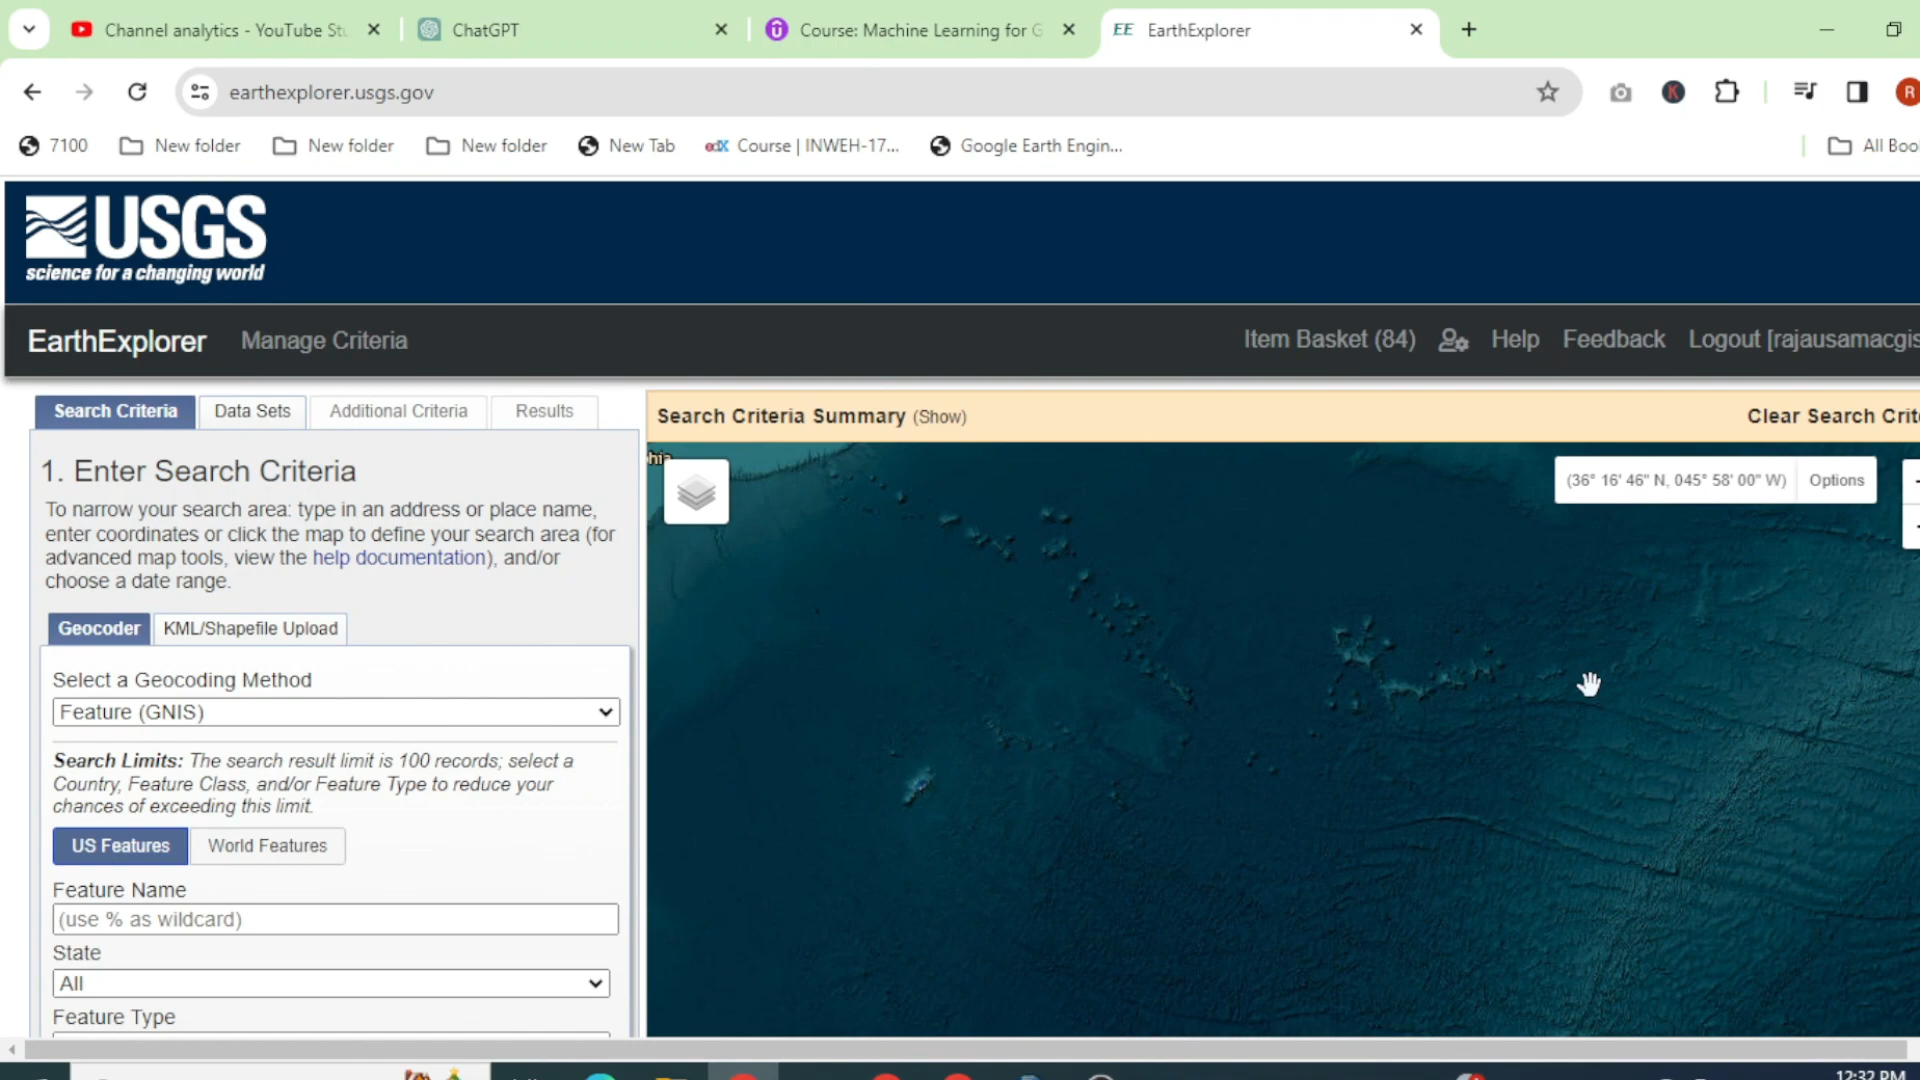 Channel analytics - YouTube Stu
ChatGPT
Course: Machine Learning for G
EE EarthExplorer
earthexplorer.usgs.gov
K
R
7100
New folder
New folder
New folder
New Tab
edX Course | INWEH-17...
Google Earth Engin...
All Boo
USGS
science for a changing world
EarthExplorer
Manage Criteria
Item Basket (84)
Help
Feedback
Logout [rajausamacgis
Search Criteria
Data Sets
Additional Criteria
Results
Search Criteria Summary (Show)
Clear Search Crit
1. Enter Search Criteria
To narrow your search area: type in an address or place name,
enter coordinates or click the map to define your search area (for
advanced map tools, view the help documentation), and/or
choose a date range.
Geocoder
KML/Shapefile Upload
Select a Geocoding Method
Feature (GNIS)
Search Limits: The search result limit is 100 records; select a
Country, Feature Class, and/or Feature Type to reduce your
chances of exceeding this limit.
US Features
World Features
Feature Name
(use % as wildcard)
State
All
Feature Type
(36° 16' 46" N, 045° 58' 00" W)
Options
12:32 PM